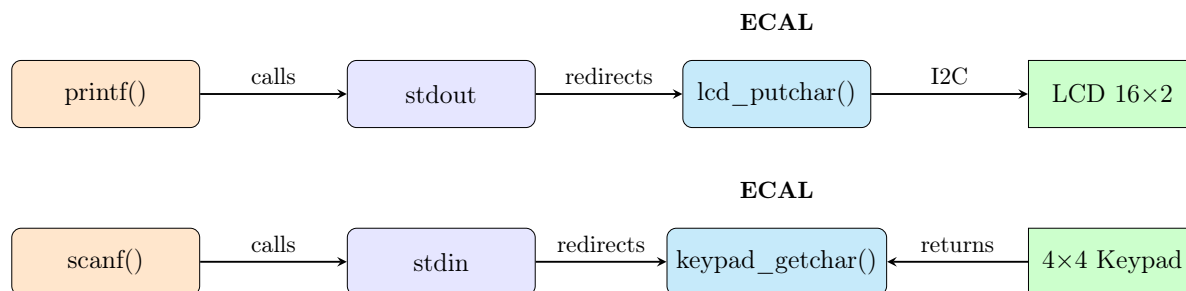 ECAL
printf() calls stdout redirects lcd_putchar() I2C LCD 16×2
ECAL
scanf() calls stdin redirects keypad_getchar() returns 4×4 Keypad